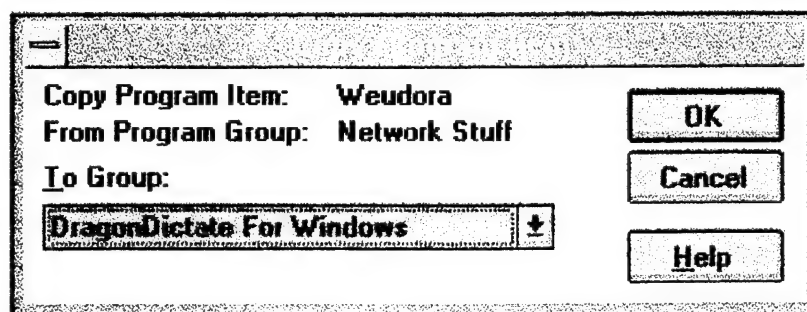 Copy Program Item: Weudora
From Program Group: Network Stuff
To Group:
DragonDictate For Windows
OK
Cancel
Help